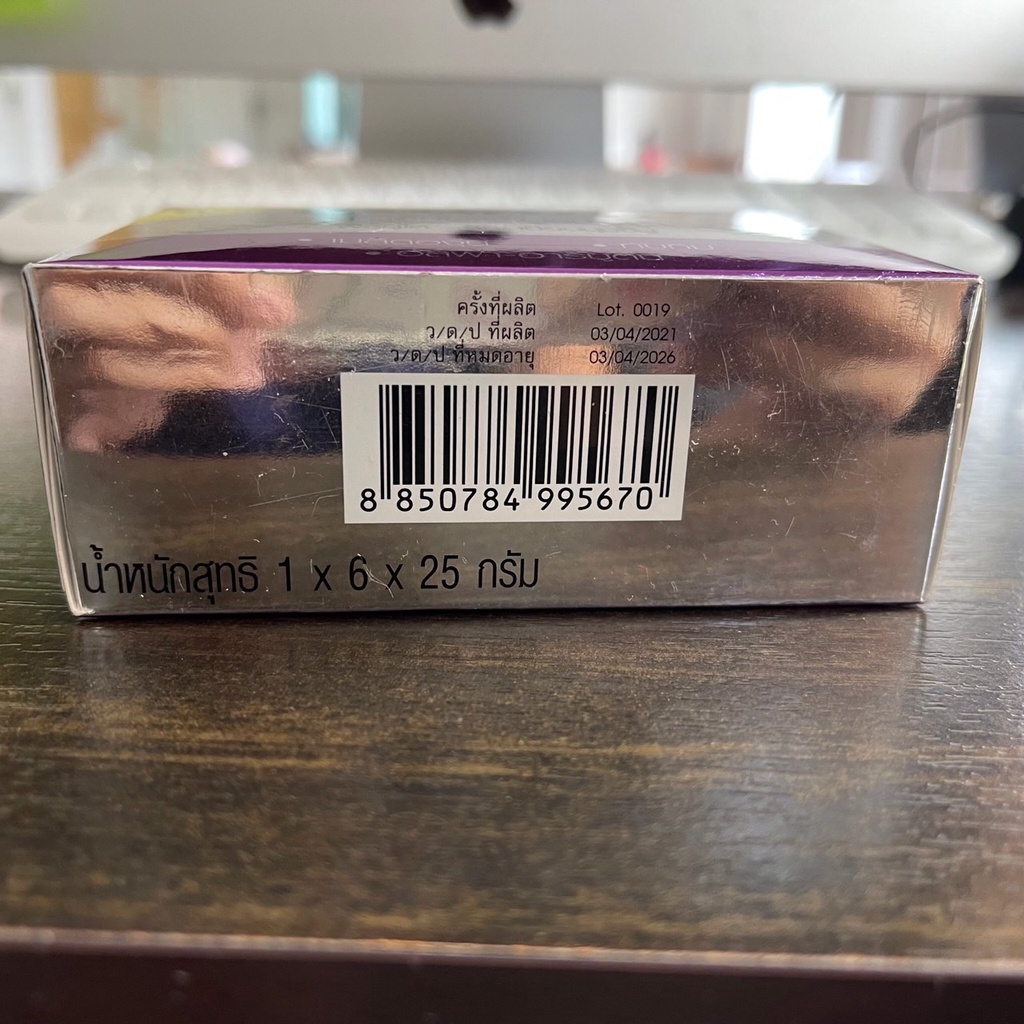 ครั้งที่ผลิต Lot. 0019
ว/ด/ป ที่ผลิต 03/04/2021
ว/ด/ป ที่หมดอายุ 03/04/2026
8 850784 995670
น้ำหนักสุทธิ 1 x 6 x 25 กรัม